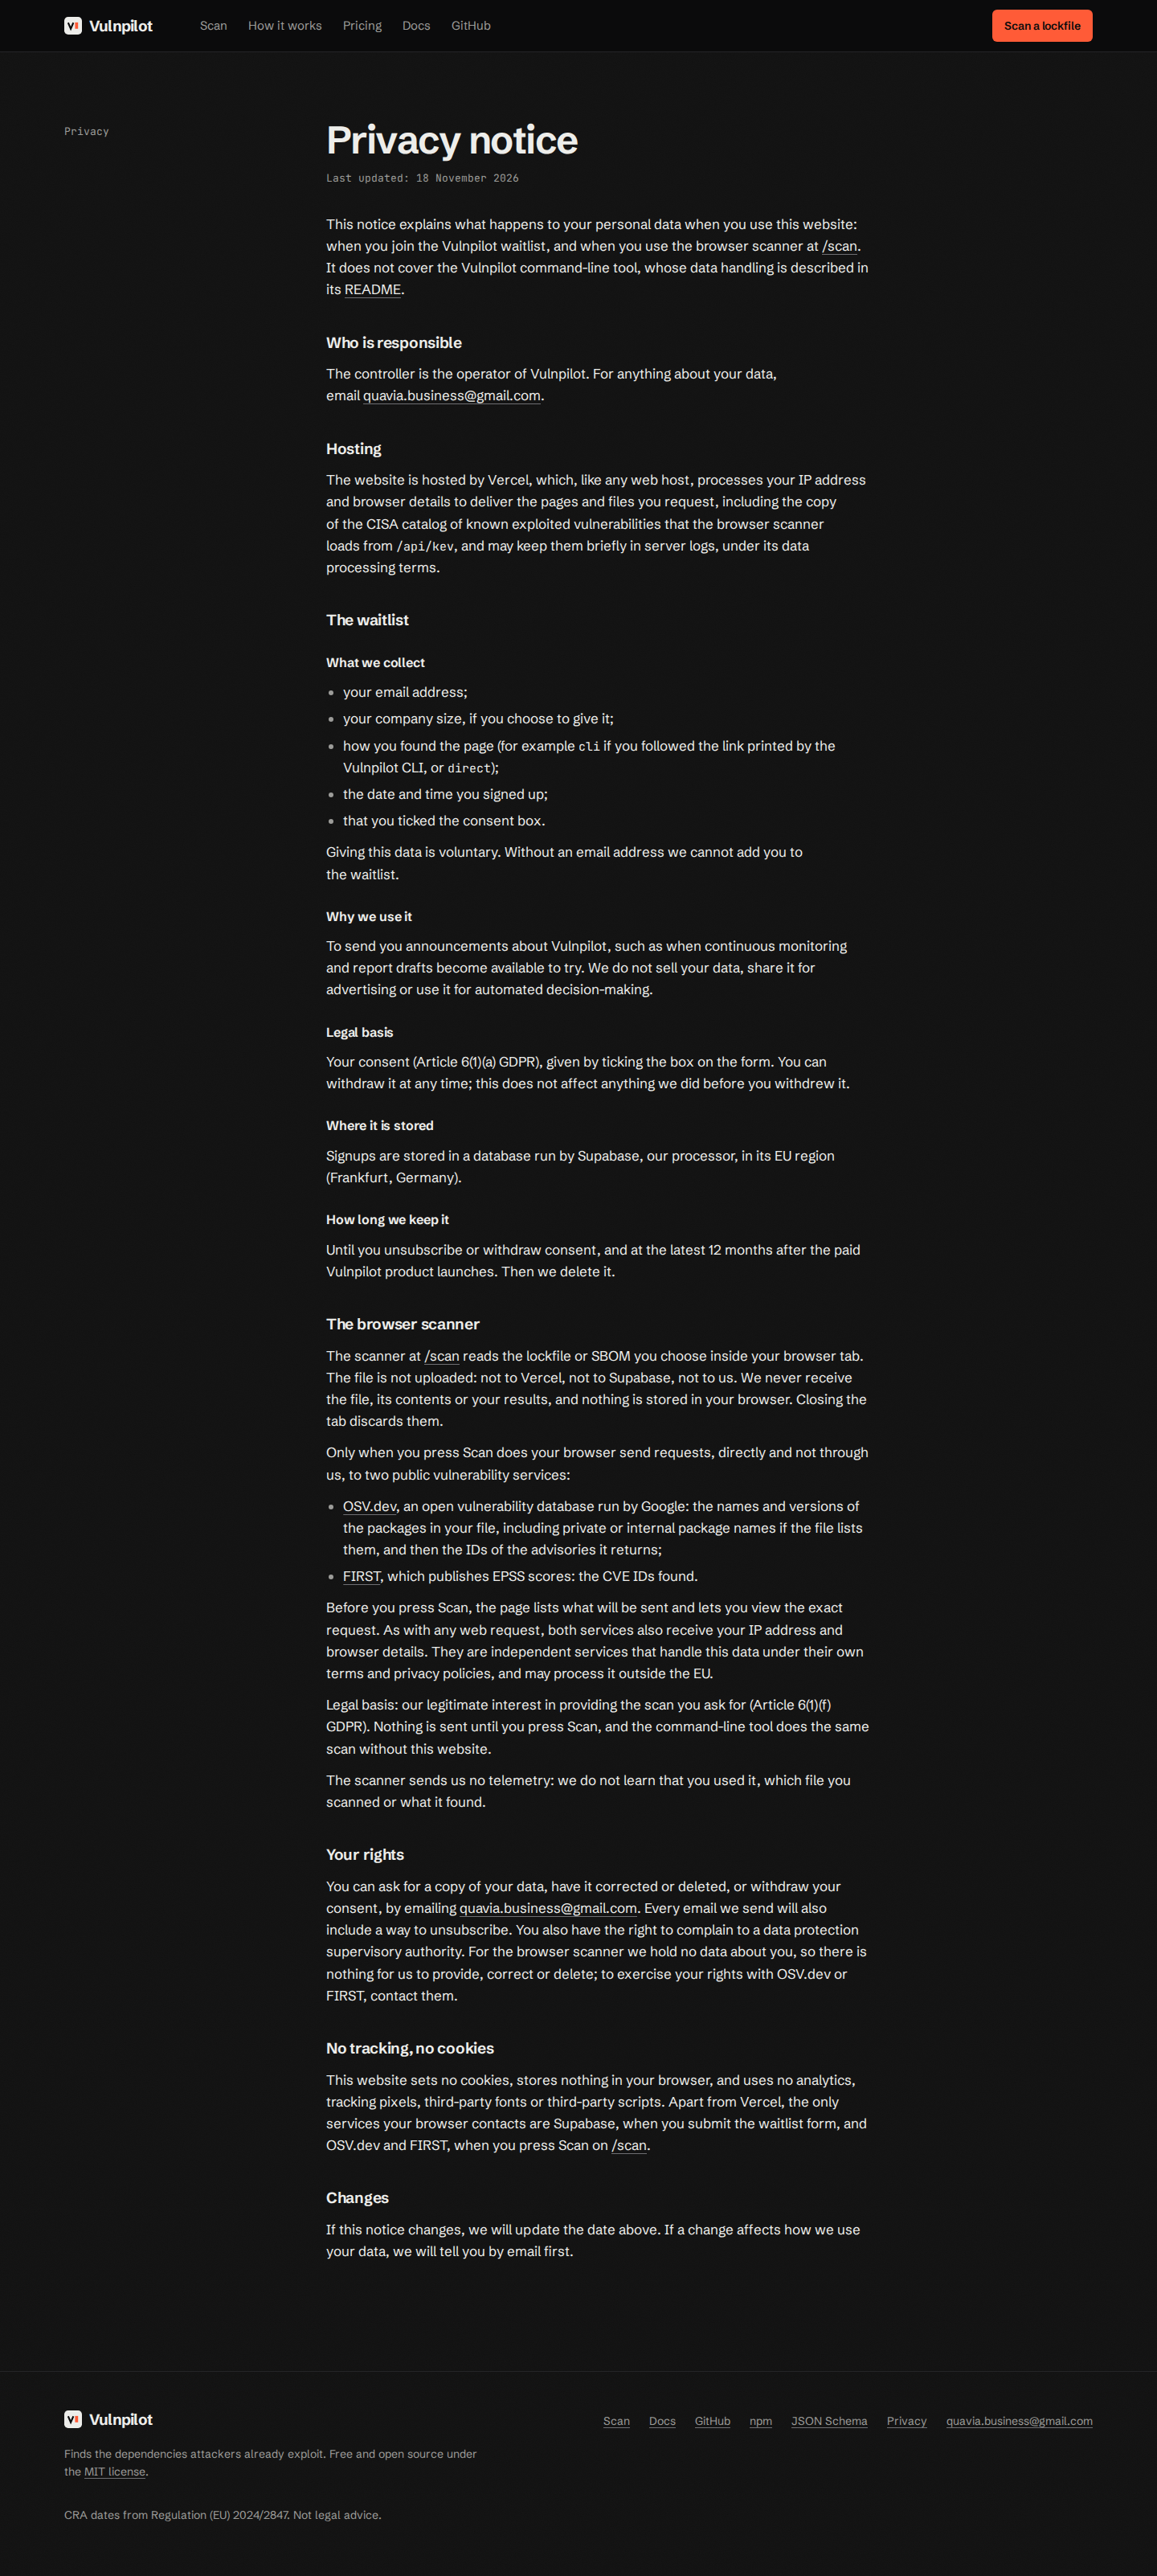 Vulnpilot
Scan
How it works
Pricing
Docs
GitHub
Scan a lockfile
Privacy
Privacy notice
Last updated: 18 November 2026
This notice explains what happens to your personal data when you use this website:
when you join the Vulnpilot waitlist, and when you use the browser scanner at /scan.
It does not cover the Vulnpilot command-line tool, whose data handling is described in
its README.
Who is responsible
The controller is the operator of Vulnpilot. For anything about your data,
email quavia.business@gmail.com.
Hosting
The website is hosted by Vercel, which, like any web host, processes your IP address
and browser details to deliver the pages and files you request, including the copy
of the CISA catalog of known exploited vulnerabilities that the browser scanner
loads from /api/kev, and may keep them briefly in server logs, under its data
processing terms.
The waitlist
What we collect
your email address;
your company size, if you choose to give it;
how you found the page (for example cli if you followed the link printed by the
Vulnpilot CLI, or direct);
the date and time you signed up;
that you ticked the consent box.
Giving this data is voluntary. Without an email address we cannot add you to
the waitlist.
Why we use it
To send you announcements about Vulnpilot, such as when continuous monitoring
and report drafts become available to try. We do not sell your data, share it for
advertising or use it for automated decision-making.
Legal basis
Your consent (Article 6(1)(a) GDPR), given by ticking the box on the form. You can
withdraw it at any time; this does not affect anything we did before you withdrew it.
Where it is stored
Signups are stored in a database run by Supabase, our processor, in its EU region
(Frankfurt, Germany).
How long we keep it
Until you unsubscribe or withdraw consent, and at the latest 12 months after the paid
Vulnpilot product launches. Then we delete it.
The browser scanner
The scanner at /scan reads the lockfile or SBOM you choose inside your browser tab.
The file is not uploaded: not to Vercel, not to Supabase, not to us. We never receive
the file, its contents or your results, and nothing is stored in your browser. Closing the
tab discards them.
Only when you press Scan does your browser send requests, directly and not through
us, to two public vulnerability services:
OSV.dev, an open vulnerability database run by Google: the names and versions of
the packages in your file, including private or internal package names if the file lists
them, and then the IDs of the advisories it returns;
FIRST, which publishes EPSS scores: the CVE IDs found.
Before you press Scan, the page lists what will be sent and lets you view the exact
request. As with any web request, both services also receive your IP address and
browser details. They are independent services that handle this data under their own
terms and privacy policies, and may process it outside the EU.
Legal basis: our legitimate interest in providing the scan you ask for (Article 6(1)(f)
GDPR). Nothing is sent until you press Scan, and the command-line tool does the same
scan without this website.
The scanner sends us no telemetry: we do not learn that you used it, which file you
scanned or what it found.
Your rights
You can ask for a copy of your data, have it corrected or deleted, or withdraw your
consent, by emailing quavia.business@gmail.com. Every email we send will also
include a way to unsubscribe. You also have the right to complain to a data protection
supervisory authority. For the browser scanner we hold no data about you, so there is
nothing for us to provide, correct or delete; to exercise your rights with OSV.dev or
FIRST, contact them.
No tracking, no cookies
This website sets no cookies, stores nothing in your browser, and uses no analytics,
tracking pixels, third-party fonts or third-party scripts. Apart from Vercel, the only
services your browser contacts are Supabase, when you submit the waitlist form, and
OSV.dev and FIRST, when you press Scan on /scan.
Changes
If this notice changes, we will update the date above. If a change affects how we use
your data, we will tell you by email first.
Vulnpilot
Scan
Docs
GitHub
npm
JSON Schema
Privacy
quavia.business@gmail.com
Finds the dependencies attackers already exploit. Free and open source under
the MIT license.
CRA dates from Regulation (EU) 2024/2847. Not legal advice.